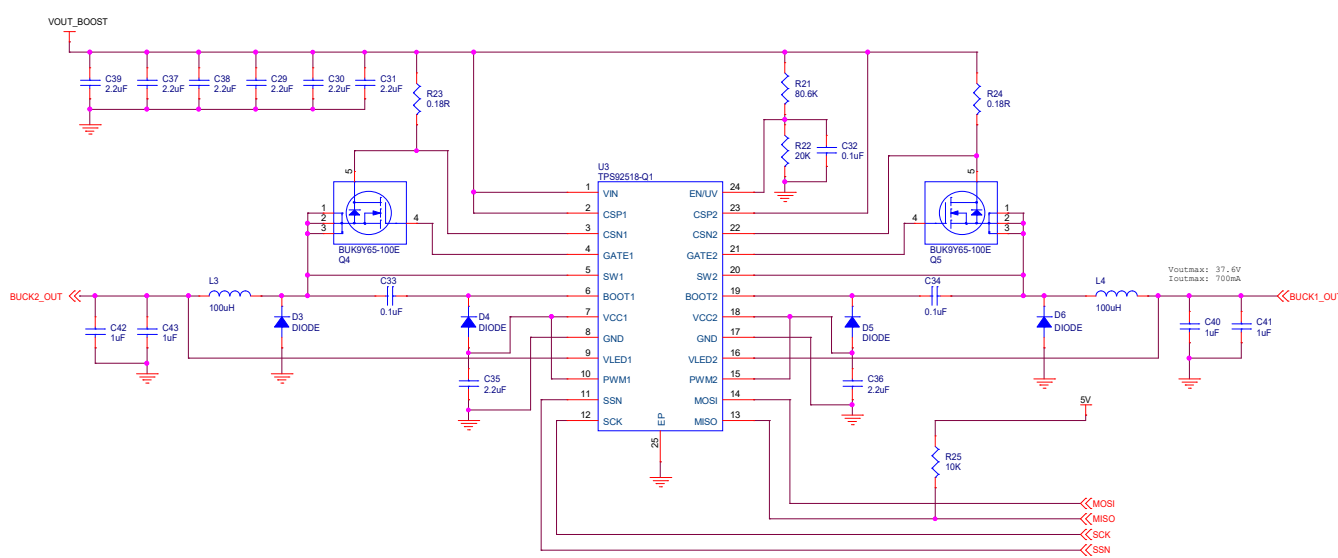 VOUT_BOOST
C39
2.2uF
C37
2.2uF
C38
2.2uF
C29
2.2uF
C30
2.2uF
C31
2.2uF
R23
0.18R
R21
80.6K
R24
0.18R
R22
20K
C32
0.1uF
U3
TPS92518-Q1
5
1
2
3
4
BUK9Y65-100E
Q4
5
4
1
2
3
BUK9Y65-100E
Q5
1 VIN EN/UV 24
2 CSP1 CSP2 23
3 CSN1 CSN2 22
4 GATE1 GATE2 21
5 SW1 SW2 20
6 BOOT1 BOOT2 19
7 VCC1 VCC2 18
8 GND GND 17
9 VLED1 VLED2 16
10 PWM1 PWM2 15
11 SSN MOSI 14
12 SCK MISO 13
EP
25
BUCK2_OUT
L3
100uH
C33
0.1uF
C42
1uF
C43
1uF
D3
DIODE
D4
DIODE
C35
2.2uF
C34
0.1uF
D5
DIODE
D6
DIODE
C36
2.2uF
L4
100uH
Voutmax: 37.6V
Ioutmax: 700mA
BUCK1_OUT
C40
1uF
C41
1uF
5V
R25
10K
MOSI
MISO
SCK
SSN